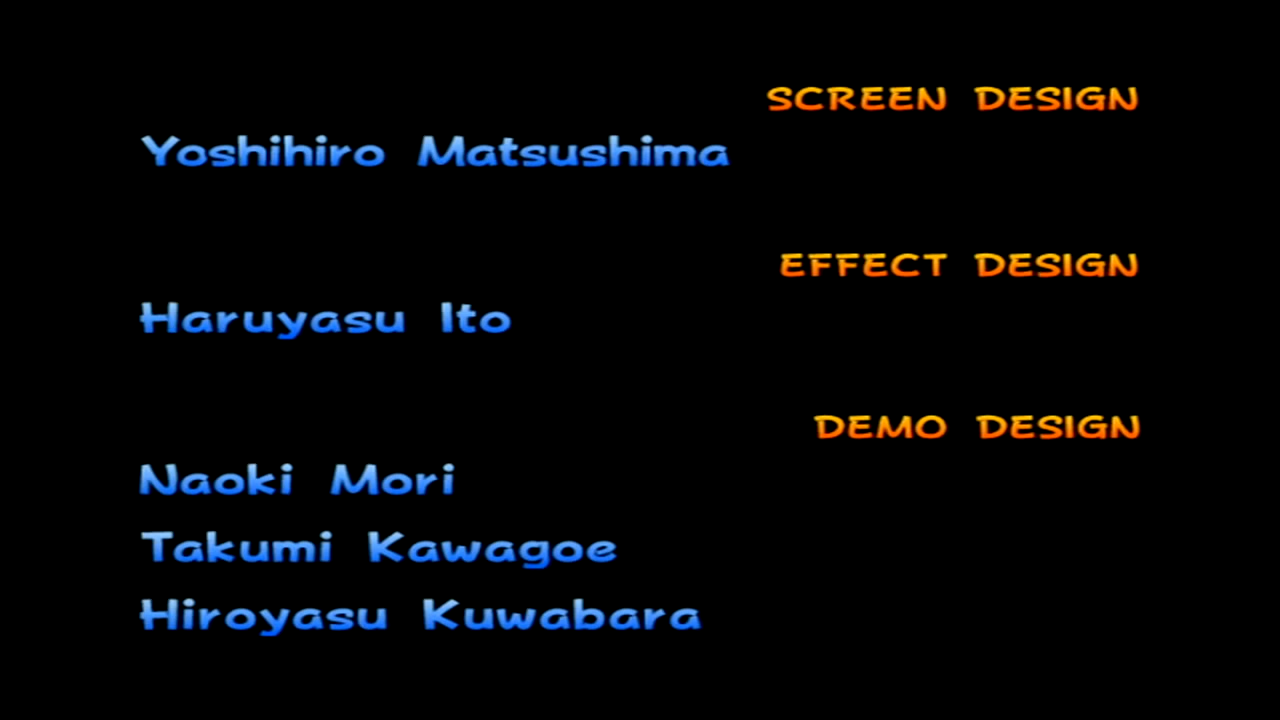 SCREEN DESIGN
Yoshihiro Matsushima
EFFECT DESIGN
Haruyasu Ito
DEMO DESIGN
Naoki Mori
Takumi Kawagoe
Hiroyasu Kuwabara